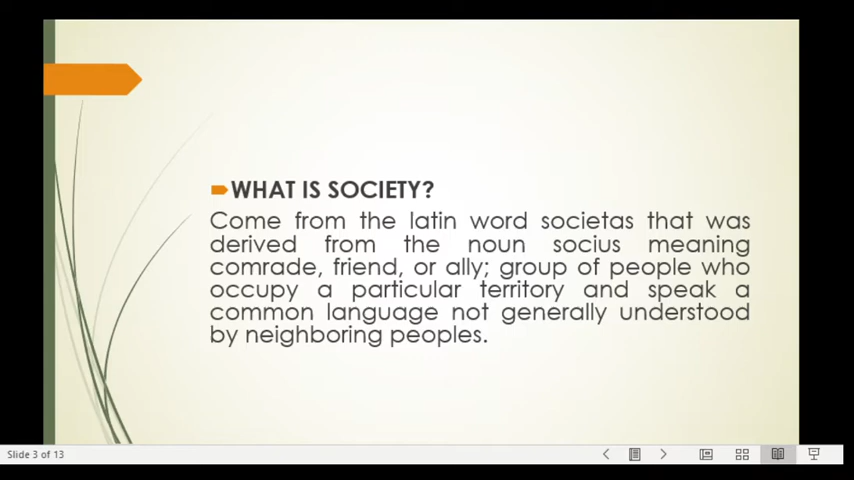 WHAT IS SOCIETY?
Come from the latin word societas that was
derived from the noun socius meaning
comrade, friend, or ally; group of people who
occupy a particular territory and speak a
common language not generally understood
by neighboring peoples.
Slide 3 of 13